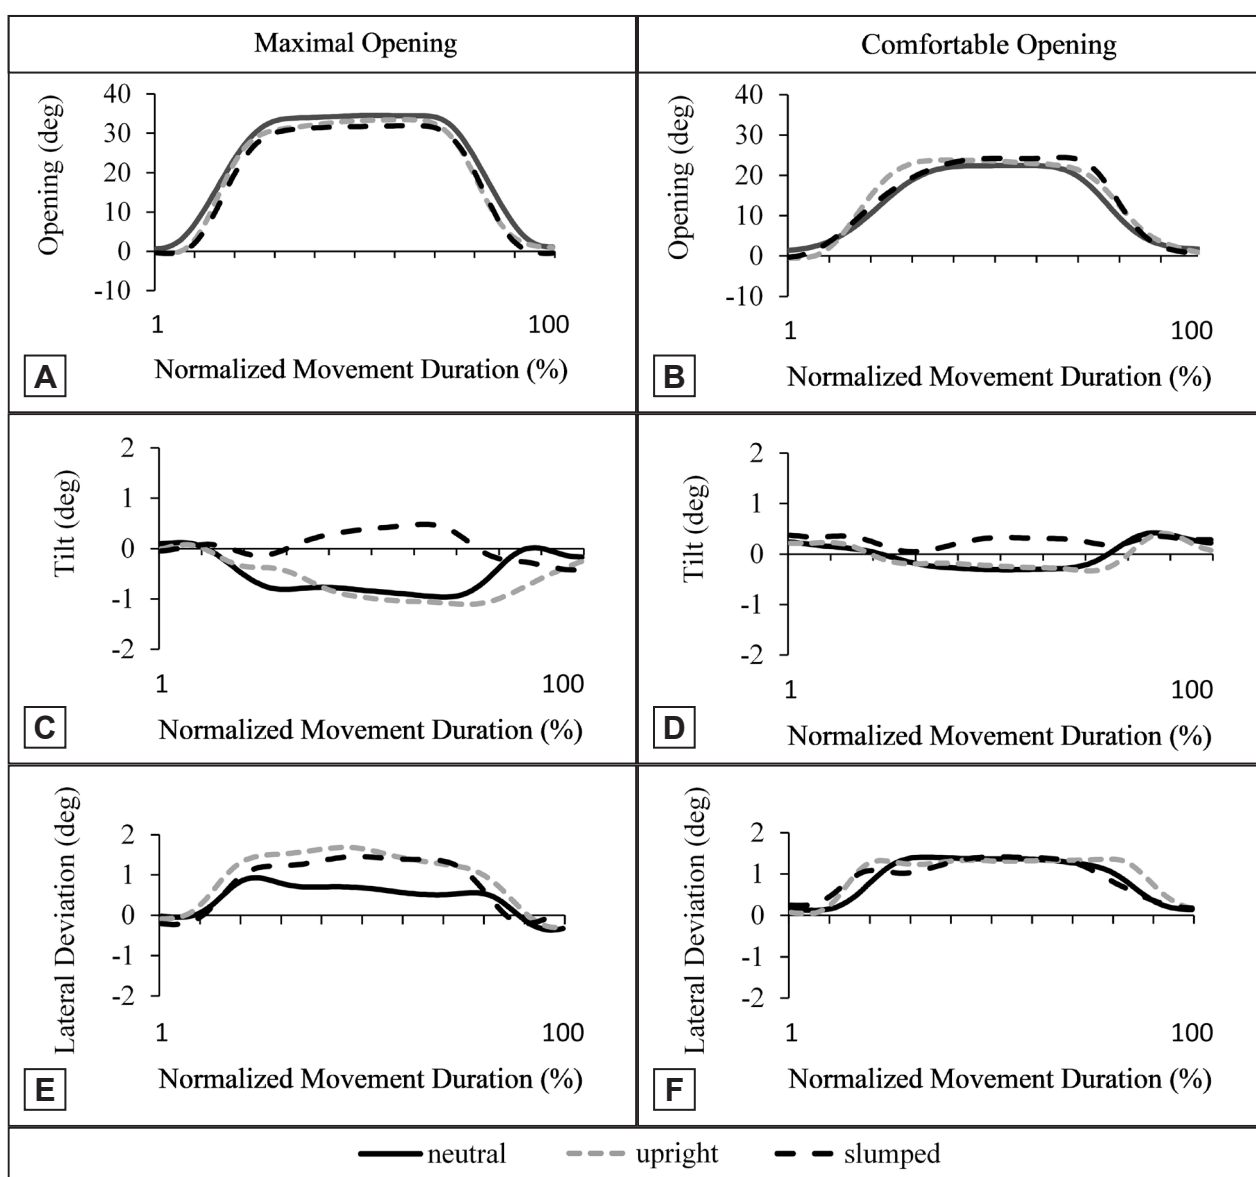 Maximal Opening
Comfortable Opening
Opening (deg)
40
30
20
10
0
-10
1
100
Normalized Movement Duration (%)
A
Opening (deg)
40
30
20
10
0
-10
1
100
Normalized Movement Duration (%)
B
Tilt (deg)
2
1
0
-1
-2
1
100
Normalized Movement Duration (%)
C
Tilt (deg)
2
1
0
-1
-2
1
100
Normalized Movement Duration (%)
D
Lateral Deviation (deg)
2
1
0
-1
-2
1
100
Normalized Movement Duration (%)
E
Lateral Deviation (deg)
2
1
0
-1
-2
1
100
Normalized Movement Duration (%)
F
neutral upright slumped